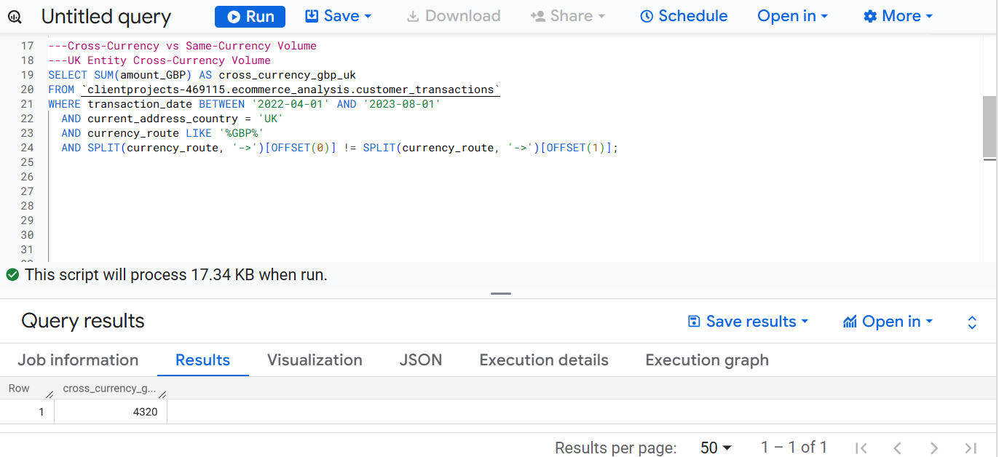 Untitled query Run Save Download Share Schedule Open in More
17 ---Cross-Currency vs Same-Currency Volume
18 ---UK Entity Cross-Currency Volume
19 SELECT SUM(amount_GBP) AS cross_currency_gbp_uk
20 FROM `clientprojects-469115.ecommerce_analysis.customer_transactions`
21 WHERE transaction_date BETWEEN '2022-04-01' AND '2023-08-01'
22 AND current_address_country = 'UK'
23 AND currency_route LIKE '%GBP%'
24 AND SPLIT(currency_route, '->')[OFFSET(0)] != SPLIT(currency_route, '->')[OFFSET(1)];
25
26
27
28
29
30
31
This script will process 17.34 KB when run.
Query results Save results Open in
Job information Results Visualization JSON Execution details Execution graph
Row cross_currency_g...
1 4320
Results per page: 50 1 – 1 of 1